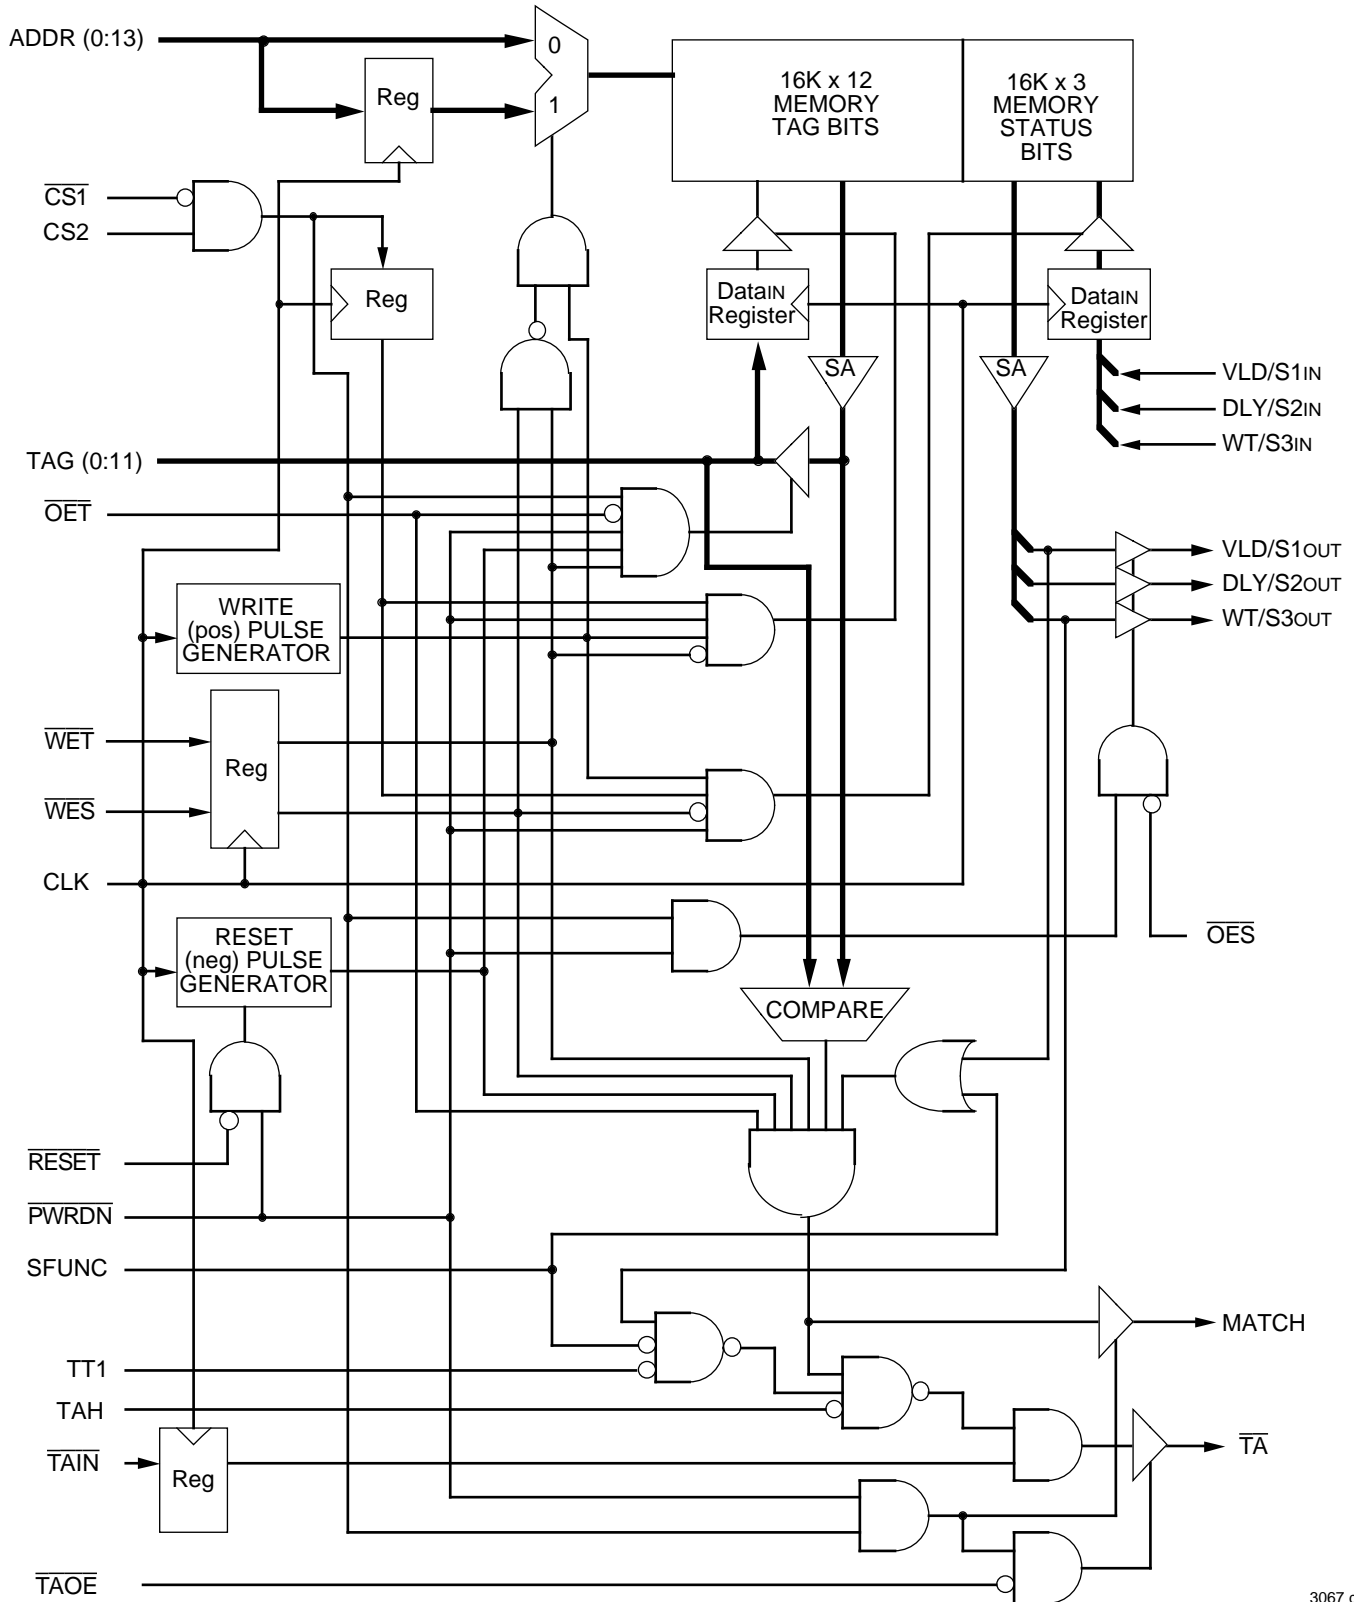 ADDR (0:13)
0
16K x 12
MEMORY
TAG BITS
16K x 3
MEMORY
STATUS
BITS
Reg
1
CS1
CS2
Reg
DataIN
Register
DataIN
Register
SA
SA
VLD/S1IN
DLY/S2IN
WT/S3IN
TAG (0:11)
OET
VLD/S1OUT
DLY/S2OUT
WT/S3OUT
WRITE
(pos) PULSE
GENERATOR
WET
Reg
WES
CLK
RESET
(neg) PULSE
GENERATOR
OES
COMPARE
RESET
PWRDN
SFUNC
MATCH
TT1
TAH
TAIN
Reg
TA
TAOE
3067